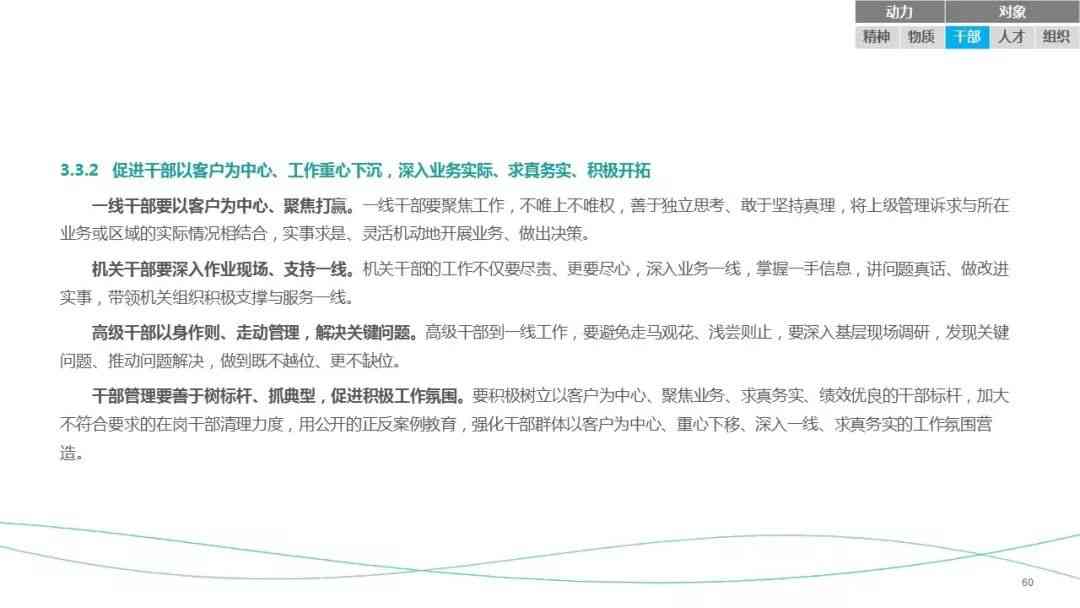 动力 对象
精神 物质 干部 人才 组织
3.3.2 促进干部以客户为中心、工作重心下沉，深入业务实际、求真务实、积极开拓
一线干部要以客户为中心、聚焦打赢。一线干部要聚焦工作，不唯上不唯权，善于独立思考、敢于坚持真理，将上级管理诉求与所在
业务或区域的实际情况相结合，实事求是、灵活机动地开展业务、做出决策。
机关干部要深入作业现场、支持一线。机关干部的工作不仅要尽责、更要尽心，深入业务一线，掌握一手信息，讲问题真话、做改进
实事，带领机关组织积极支撑与服务一线。
高级干部以身作则、走动管理，解决关键问题。高级干部到一线工作，要避免走马观花、浅尝则止，要深入基层现场调研，发现关键
问题、推动问题解决，做到既不越位、更不缺位。
干部管理要善于树标杆、抓典型，促进积极工作氛围。要积极树立以客户为中心、聚焦业务、求真务实、绩效优良的干部标杆，加大
不符合要求的在岗干部清理力度，用公开的正反案例教育，强化干部群体以客户为中心、重心下移、深入一线、求真务实的工作氛围营
造。
60